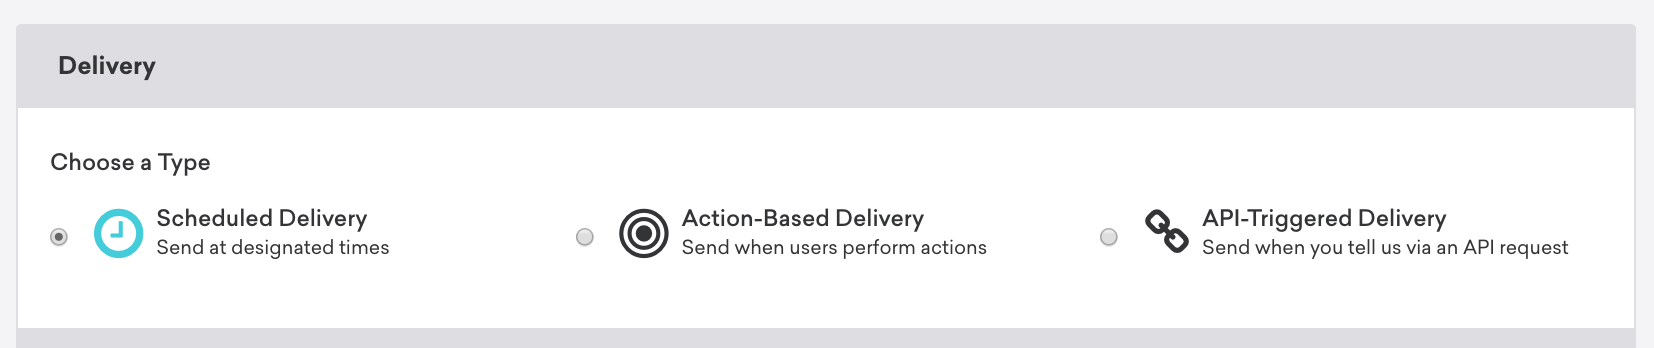 Delivery
Choose a Type
Scheduled Delivery
Send at designated times
Action-Based Delivery
Send when users perform actions
API-Triggered Delivery
Send when you tell us via an API request